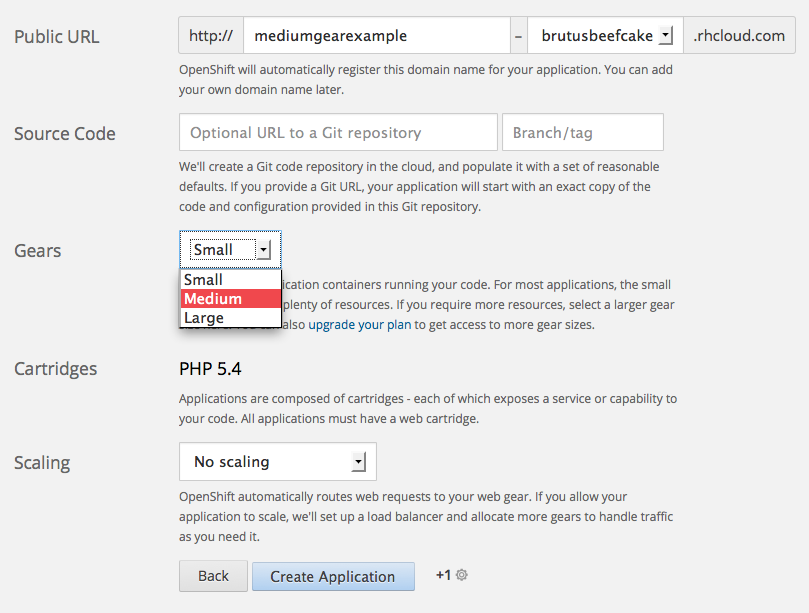 Public URL
http:// mediumgearexample – brutusbeefcake .rhcloud.com
OpenShift will automatically register this domain name for your application. You can add
your own domain name later.
Source Code
Optional URL to a Git repository Branch/tag
We'll create a Git code repository in the cloud, and populate it with a set of reasonable
defaults. If you provide a Git URL, your application will start with an exact copy of the
code and configuration provided in this Git repository.
Gears
Small
Small
Medium
Large
ication containers running your code. For most applications, the small
plenty of resources. If you require more resources, select a larger gear
also upgrade your plan to get access to more gear sizes.
Cartridges
PHP 5.4
Applications are composed of cartridges - each of which exposes a service or capability to
your code. All applications must have a web cartridge.
Scaling
No scaling
OpenShift automatically routes web requests to your web gear. If you allow your
application to scale, we'll set up a load balancer and allocate more gears to handle traffic
as you need it.
Back Create Application +1